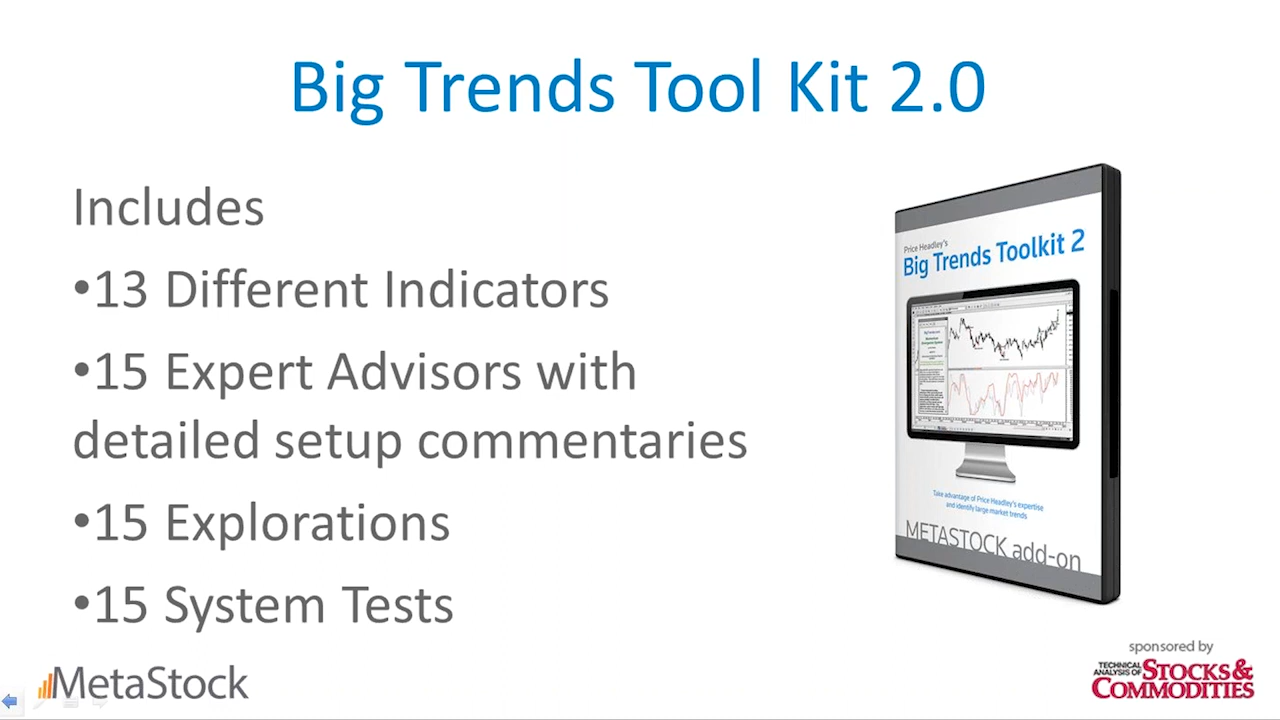 Big Trends Tool Kit 2.0
Includes
•13 Different Indicators
•15 Expert Advisors with
detailed setup commentaries
•15 Explorations
•15 System Tests
Price Headley's
Big Trends Toolkit 2
Take advantage of Price Headley's expertise
and identify large market trends
METASTOCK add-on
MetaStock
sponsored by
TECHNICAL
ANALYSIS OF
STOCKS &
COMMODITIES